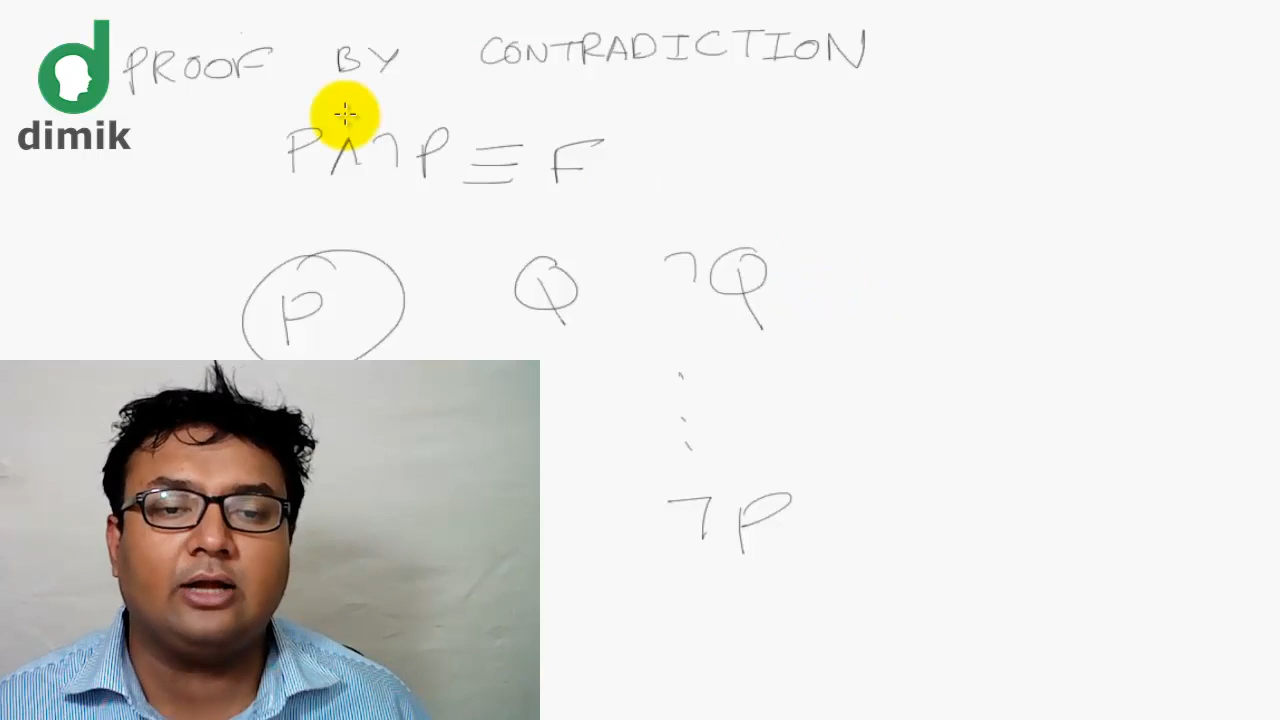 dimik
PROOF BY CONTRADICTION
P∧¬P≡F
P Q ¬Q
⋮
¬P